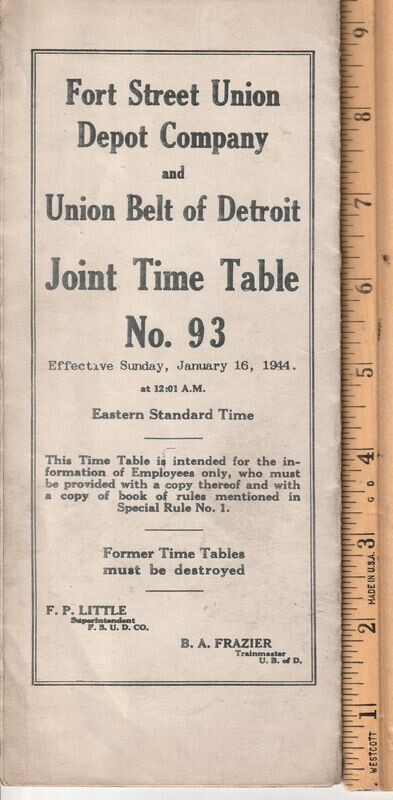 Fort Street Union
Depot Company
and
Union Belt of Detroit
Joint Time Table
No. 93
Effective Sunday, January 16, 1944.
at 12:01 A.M.
Eastern Standard Time
This Time Table is intended for the in-
formation of Employees only, who must
be provided with a copy thereof and with
a copy of book of rules mentioned in
Special Rule No. 1.
Former Time Tables
must be destroyed
F. P. LITTLE
Superintendent
F. S. U. D. CO.
B. A. FRAZIER
Trainmaster
U. B. of D.
9
8
7
6
5
4
3
2
1
G D
MADE IN U.S.A.
WESTCOTT